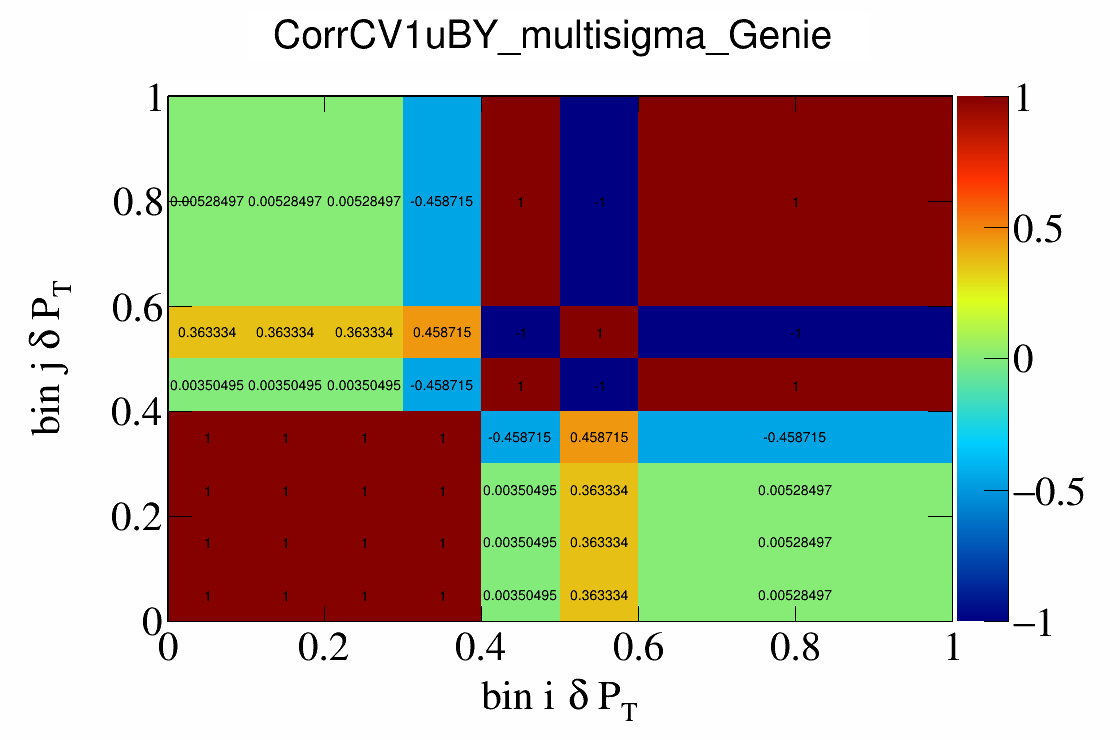 CorrCV1uBY_multisigma_Genie
1 1
0.8 0.00528497 0.00528497 0.00528497 -0.458715 1 -1 1
0.5
0.6
0.363334 0.363334 0.363334 0.458715 -1 1 -1
0
0.00350495 0.00350495 0.00350495 -0.458715 1 -1 1
0.4
1 1 1 1 -0.458715 0.458715 -0.458715
1 1 1 1 0.00350495 0.363334 0.00528497
−0.5
0.2
1 1 1 1 0.00350495 0.363334 0.00528497
1 1 1 1 0.00350495 0.363334 0.00528497
0 −1
0 0.2 0.4 0.6 0.8 1
bin i δ PT
bin j δ PT